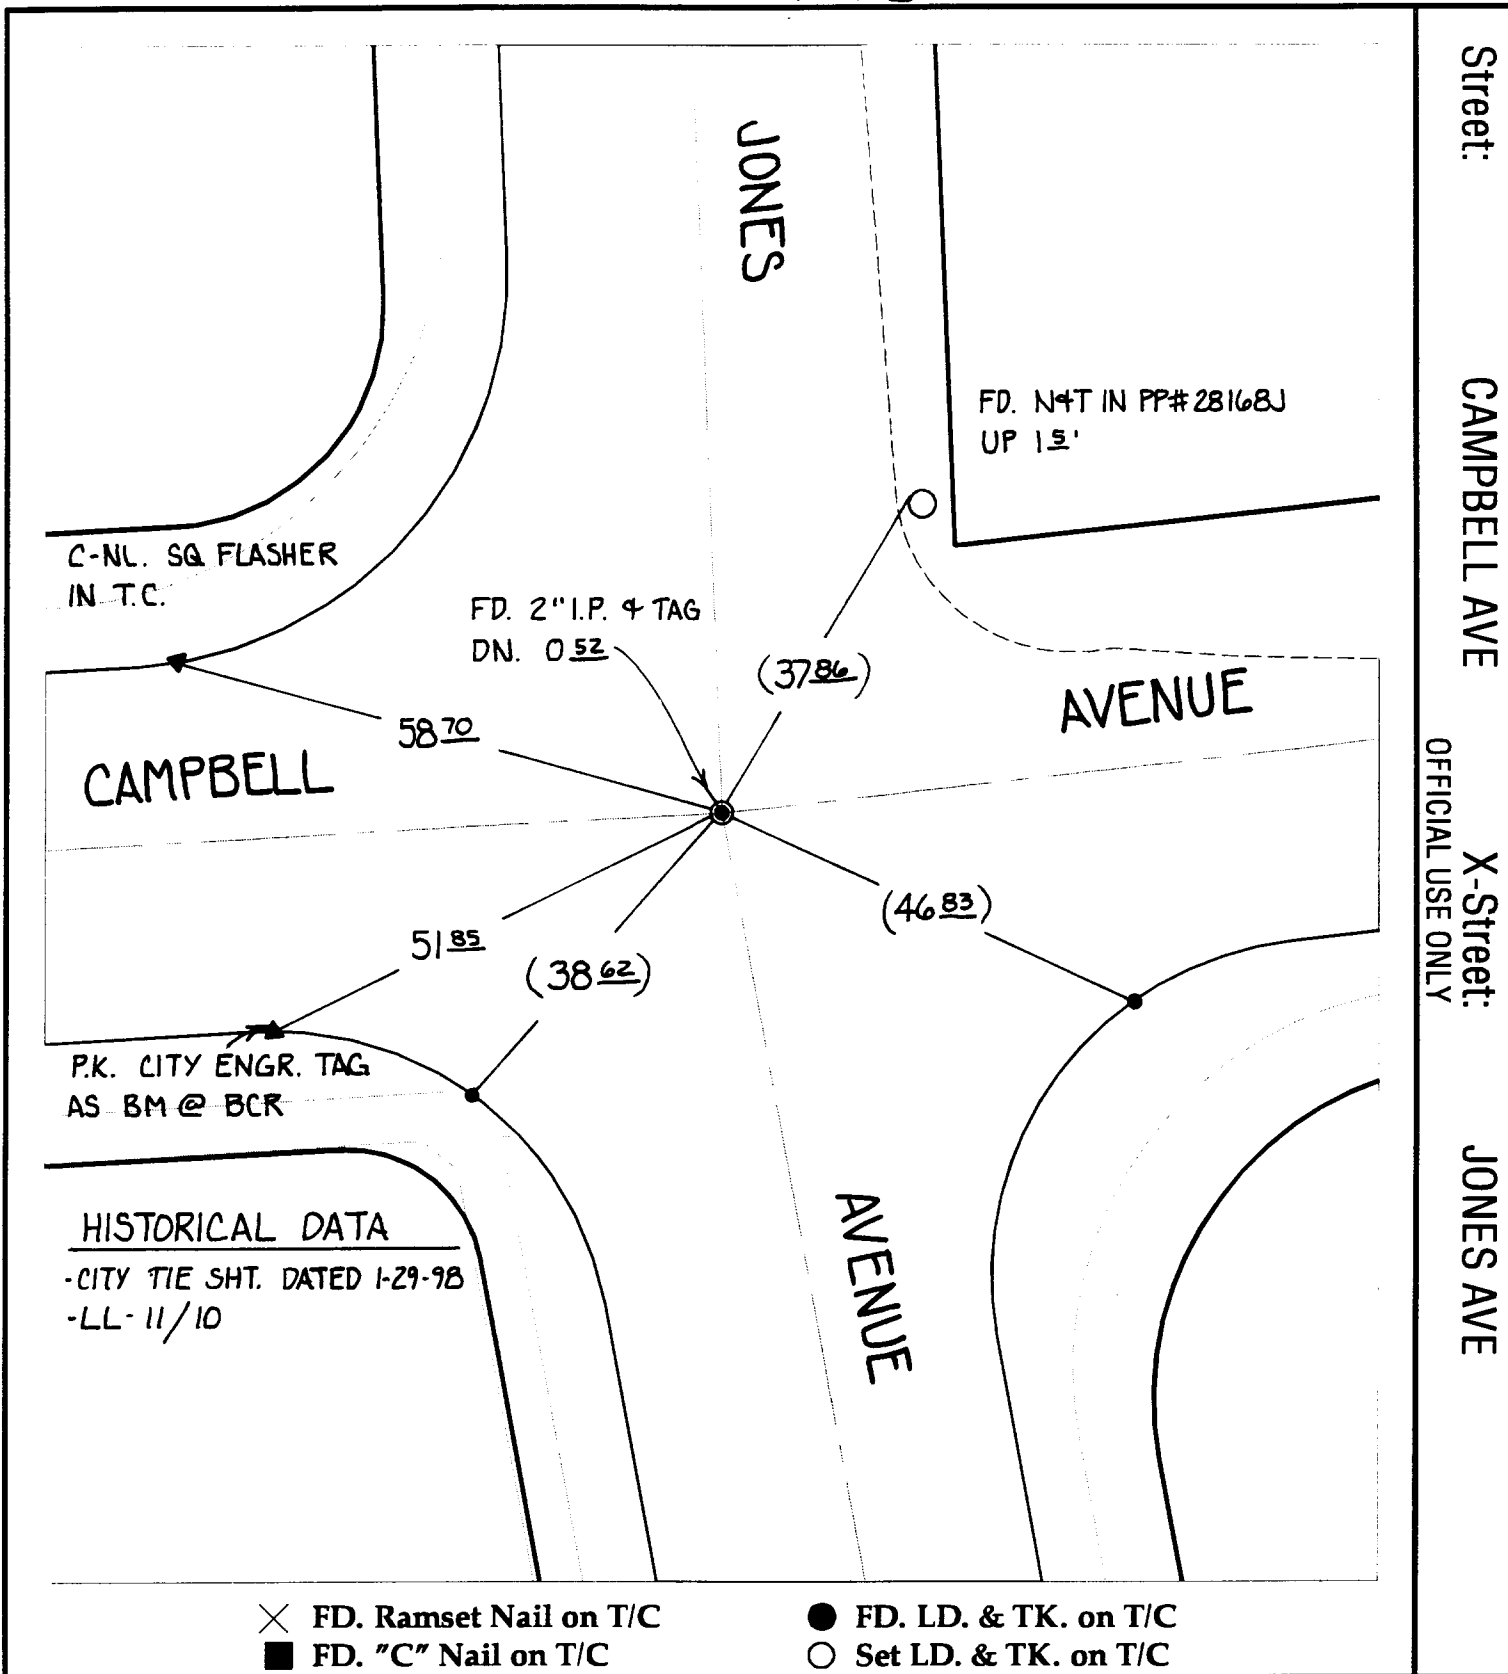 JONES
FD. N&T IN PP# 28168J
UP 1 5'
C-NL. SQ FLASHER
IN T.C.
FD. 2" I.P. & TAG
DN. 0 52
(37 86)
58 70
AVENUE
CAMPBELL
(46 83)
51 85
(38 62)
P.K. CITY ENGR. TAG
AS BM @ BCR
HISTORICAL DATA
-CITY TIE SHT. DATED 1-29-98
-LL- 11/10
AVENUE
FD. Ramset Nail on T/C
FD. LD. & TK. on T/C
FD. "C" Nail on T/C
Set LD. & TK. on T/C
Street: CAMPBELL AVE X-Street: JONES AVE
OFFICIAL USE ONLY